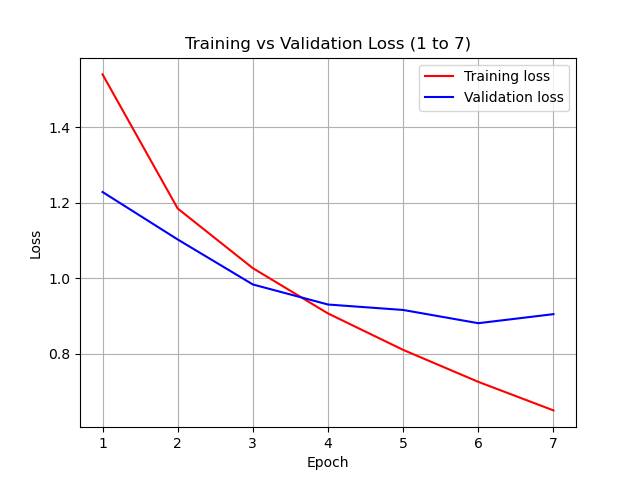 Training vs Validation Loss (1 to 7)
Training loss
Validation loss
1.4
1.2
1.0
0.8
Loss
1 2 3 4 5 6 7
Epoch